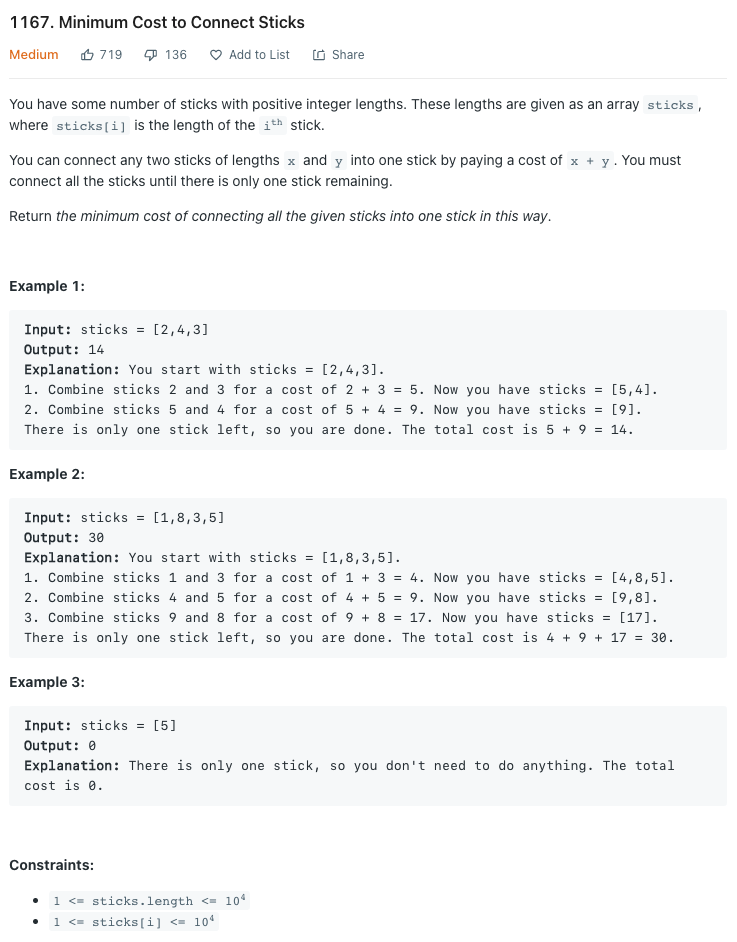 1167. Minimum Cost to Connect Sticks
Medium 719 136 Add to List Share
You have some number of sticks with positive integer lengths. These lengths are given as an array sticks,
where sticks[i] is the length of the iᵗʰ stick.
You can connect any two sticks of lengths x and y into one stick by paying a cost of x + y. You must
connect all the sticks until there is only one stick remaining.
Return the minimum cost of connecting all the given sticks into one stick in this way.
Example 1:
Input: sticks = [2,4,3]
Output: 14
Explanation: You start with sticks = [2,4,3].
1. Combine sticks 2 and 3 for a cost of 2 + 3 = 5. Now you have sticks = [5,4].
2. Combine sticks 5 and 4 for a cost of 5 + 4 = 9. Now you have sticks = [9].
There is only one stick left, so you are done. The total cost is 5 + 9 = 14.
Example 2:
Input: sticks = [1,8,3,5]
Output: 30
Explanation: You start with sticks = [1,8,3,5].
1. Combine sticks 1 and 3 for a cost of 1 + 3 = 4. Now you have sticks = [4,8,5].
2. Combine sticks 4 and 5 for a cost of 4 + 5 = 9. Now you have sticks = [9,8].
3. Combine sticks 9 and 8 for a cost of 9 + 8 = 17. Now you have sticks = [17].
There is only one stick left, so you are done. The total cost is 4 + 9 + 17 = 30.
Example 3:
Input: sticks = [5]
Output: 0
Explanation: There is only one stick, so you don't need to do anything. The total
cost is 0.
Constraints:
• 1 <= sticks.length <= 10⁴
• 1 <= sticks[i] <= 10⁴